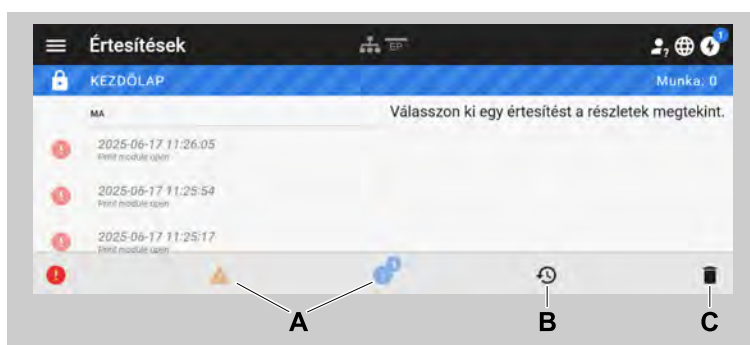 Értesítések
EP
?
1
KEZDŐLAP
Munka: 0
MA
Válasszon ki egy értesítést a részletek megtekint.
2025-06-17 11:26:05
Print module open
2025-06-17 11:25:54
Print module open
2025-06-17 11:25:17
Print module open
A
B
C